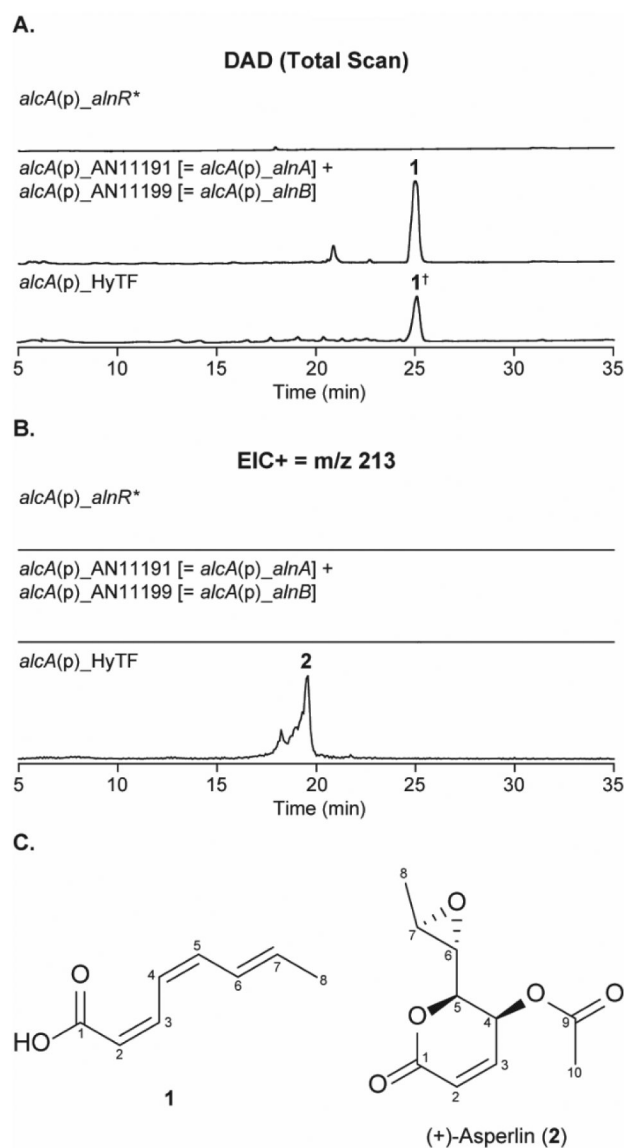 A.
DAD (Total Scan)
alcA(p)_alnR*
alcA(p)_AN11191 [= alcA(p)_alnA] +
alcA(p)_AN11199 [= alcA(p)_alnB]
1
alcA(p)_HyTF
1†
5 10 15 20 25 30 35
Time (min)
B.
EIC+ = m/z 213
alcA(p)_alnR*
alcA(p)_AN11191 [= alcA(p)_alnA] +
alcA(p)_AN11199 [= alcA(p)_alnB]
alcA(p)_HyTF
2
5 10 15 20 25 30 35
Time (min)
C.
O
HO
1
2
3
4
5
6
7
8
1
8
O
7
6
5
O
4
O
O
9
10
1
3
O
2
(+)-Asperlin (2)